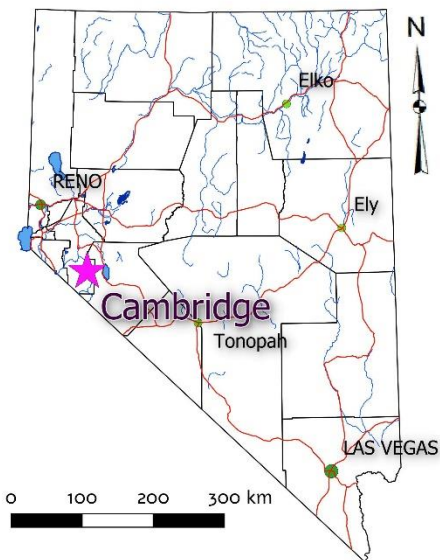 N
Elko
RENO
Ely
Cambridge
Tonopah
LAS VEGAS
0 100 200 300 km